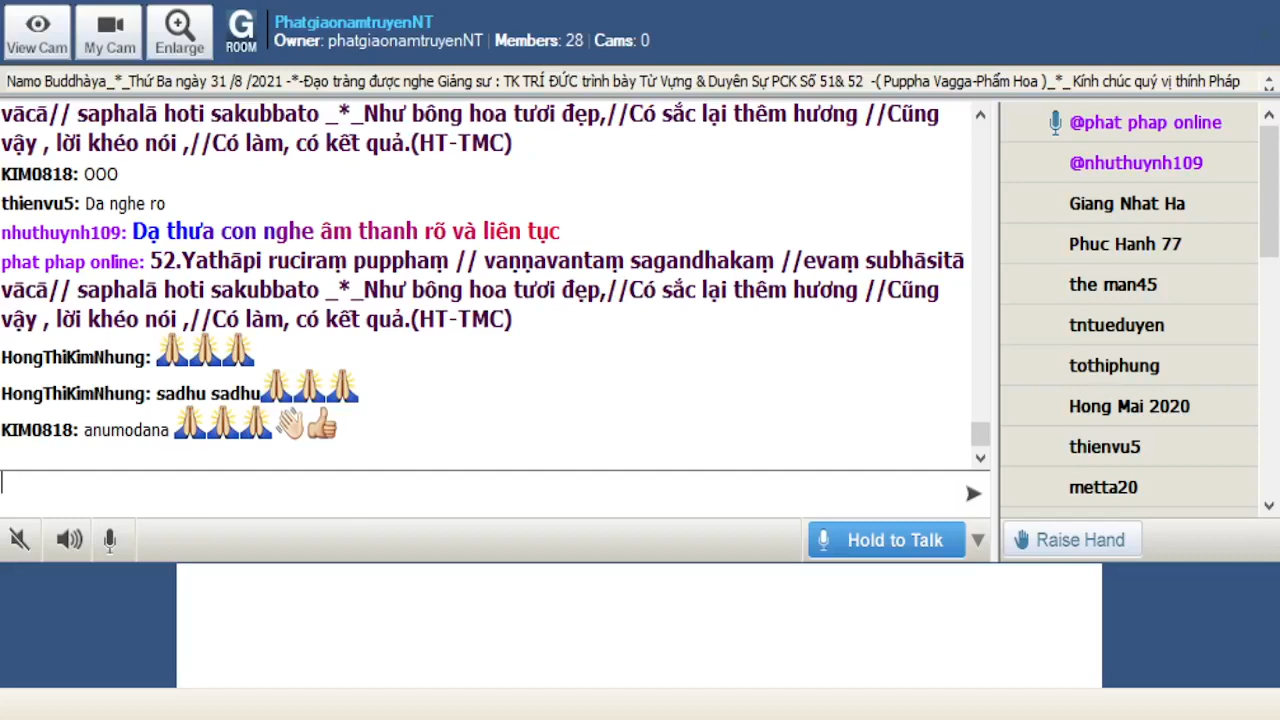 View Cam
My Cam
Enlarge
G
ROOM
PhatgiaonamtruyenNT
Owner: phatgiaonamtruyenNT | Members: 28 | Cams: 0
Namo Buddhàya_*_Thứ Ba ngày 31 /8 /2021 -*-Đạo tràng được nghe Giảng sư : TK TRÍ ĐỨC trình bày Từ Vựng & Duyên Sự PCK Số 51& 52 -( Puppha Vagga-Phẩm Hoa )_*_ Kính chúc quý vị thính Pháp
vācā// saphalā hoti sakubbato _*_Như bông hoa tươi đẹp,//Có sắc lại thêm hương //Cũng
vậy , lời khéo nói ,//Có làm, có kết quả.(HT-TMC)
KIM0818: OOO
thienvu5: Da nghe ro
nhuthuynh109: Dạ thưa con nghe âm thanh rõ và liên tục
phat phap online: 52.Yathāpi ruciraṃ pupphaṃ // vaṇṇavantaṃ sagandhakaṃ //evaṃ subhāsitā
vācā// saphalā hoti sakubbato _*_Như bông hoa tươi đẹp,//Có sắc lại thêm hương //Cũng
vậy , lời khéo nói ,//Có làm, có kết quả.(HT-TMC)
HongThiKimNhung: 🙏🙏🙏
HongThiKimNhung: sadhu sadhu🙏🙏🙏
KIM0818: anumodana 🙏🙏🙏👏👍
@phat phap online
@nhuthuynh109
Giang Nhat Ha
Phuc Hanh 77
the man45
tntueduyen
tothiphung
Hong Mai 2020
thienvu5
metta20
Hold to Talk
Raise Hand